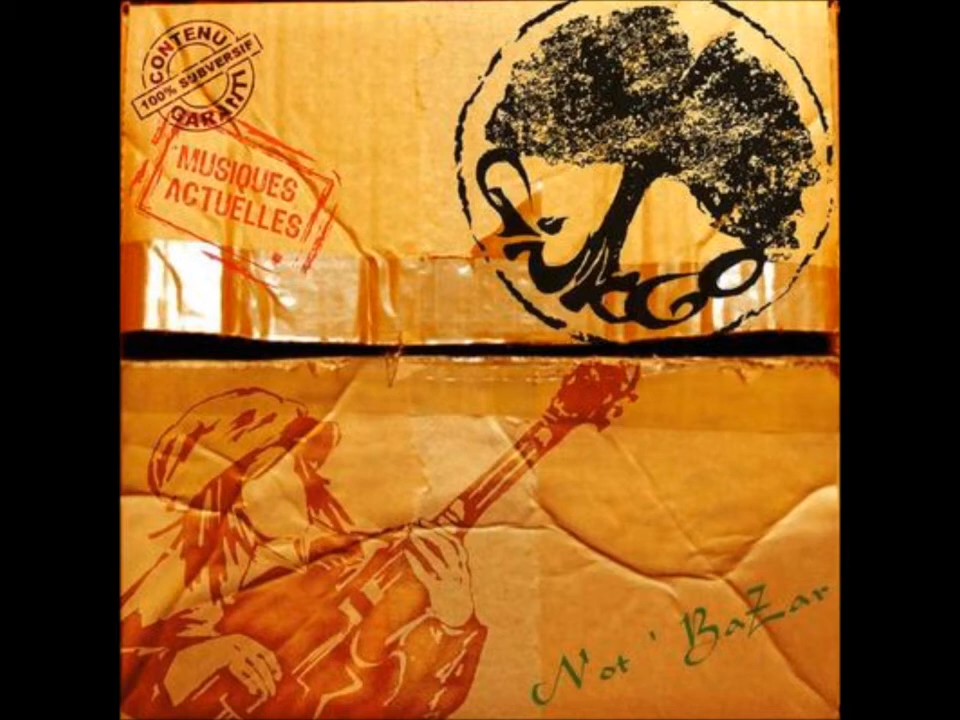 CONTENU
100% SUBVERSIF
GARANTI
MUSIQUES
ACTUELLES
Not' BaZar